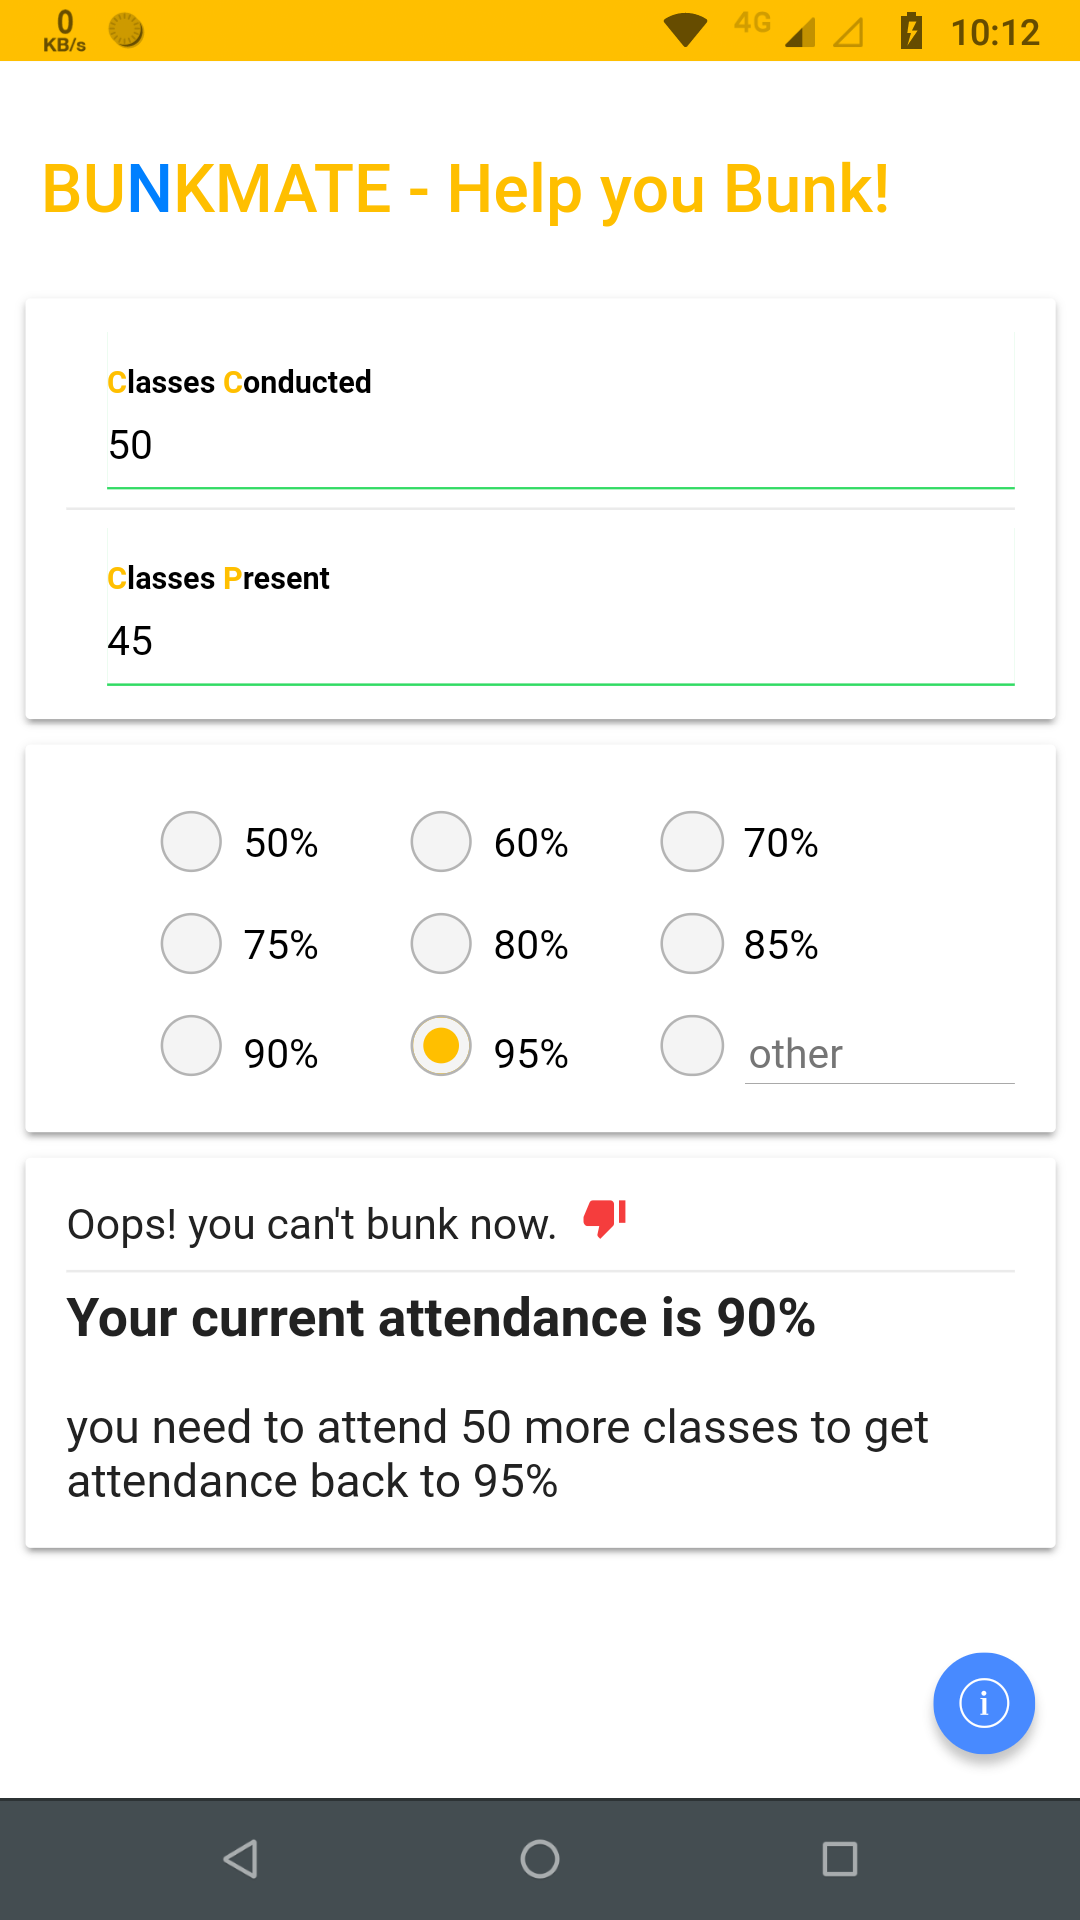 0
KB/s
4G
10:12
BUNKMATE - Help you Bunk!
Classes Conducted
50
Classes Present
45
50% 60% 70%
75% 80% 85%
90% 95% other
Oops! you can't bunk now.
Your current attendance is 90%
you need to attend 50 more classes to get
attendance back to 95%
i